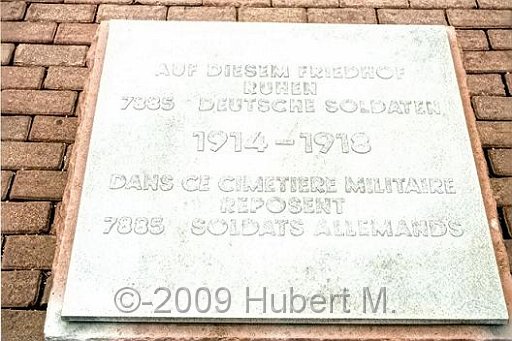 AUF DIESEM FRIEDHOF
RUHEN
7885 DEUTSCHE SOLDATEN
1914-1918
DANS CE CIMETIERE MILITAIRE
REPOSENT
7885 SOLDATS ALLEMANDS
©-2009 Hubert M.